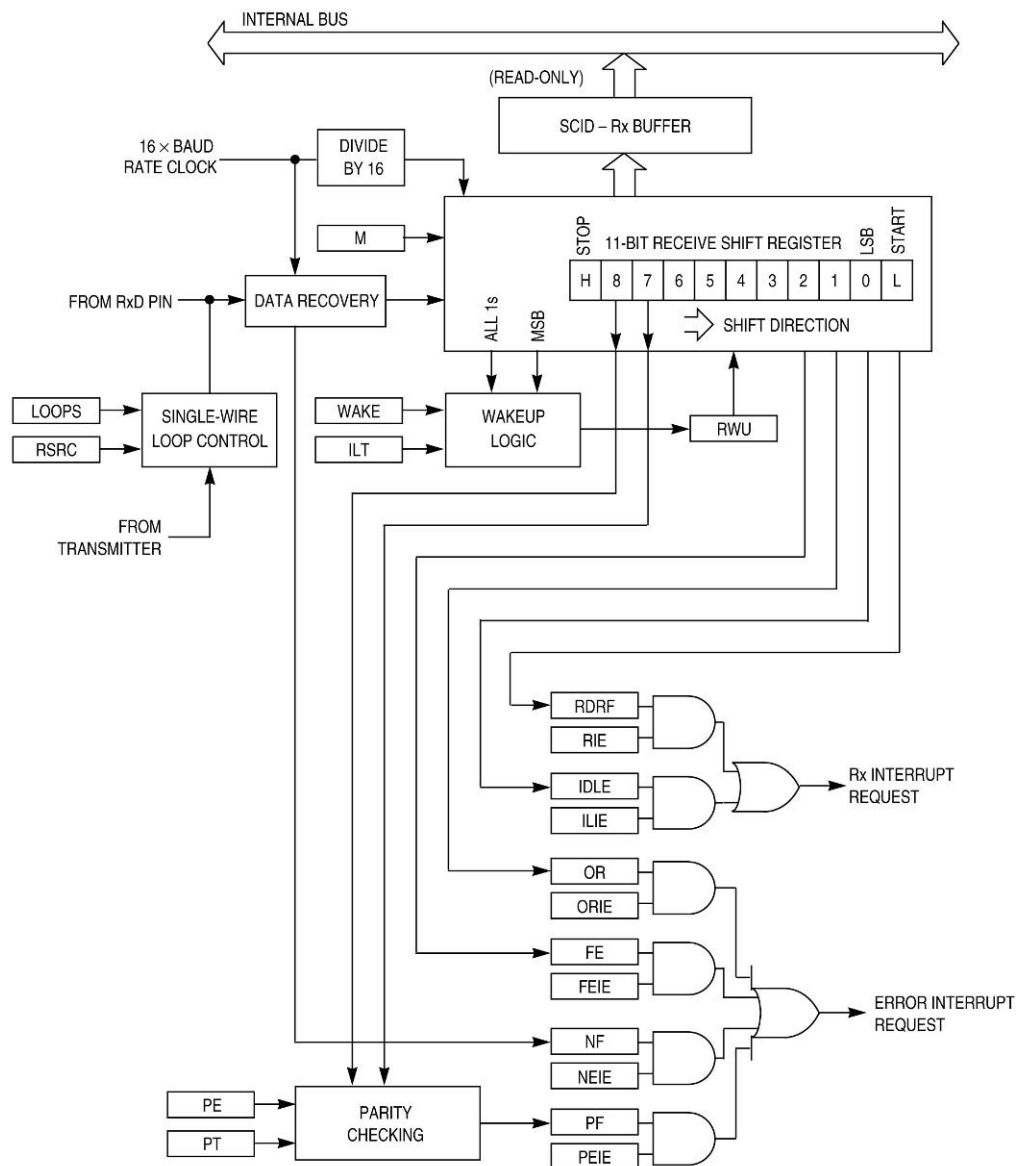 INTERNAL BUS
(READ-ONLY)
SCID – Rx BUFFER
16 × BAUD
RATE CLOCK
DIVIDE
BY 16
M
STOP
11-BIT RECEIVE SHIFT REGISTER
LSB
START
H 8 7 6 5 4 3 2 1 0 L
FROM RxD PIN
DATA RECOVERY
ALL 1s
MSB
SHIFT DIRECTION
LOOPS
RSRC
SINGLE-WIRE
LOOP CONTROL
WAKE
ILT
WAKEUP
LOGIC
RWU
FROM
TRANSMITTER
RDRF
RIE
IDLE
ILIE
Rx INTERRUPT
REQUEST
OR
ORIE
FE
FEIE
ERROR INTERRUPT
REQUEST
NF
NEIE
PE
PT
PARITY
CHECKING
PF
PEIE